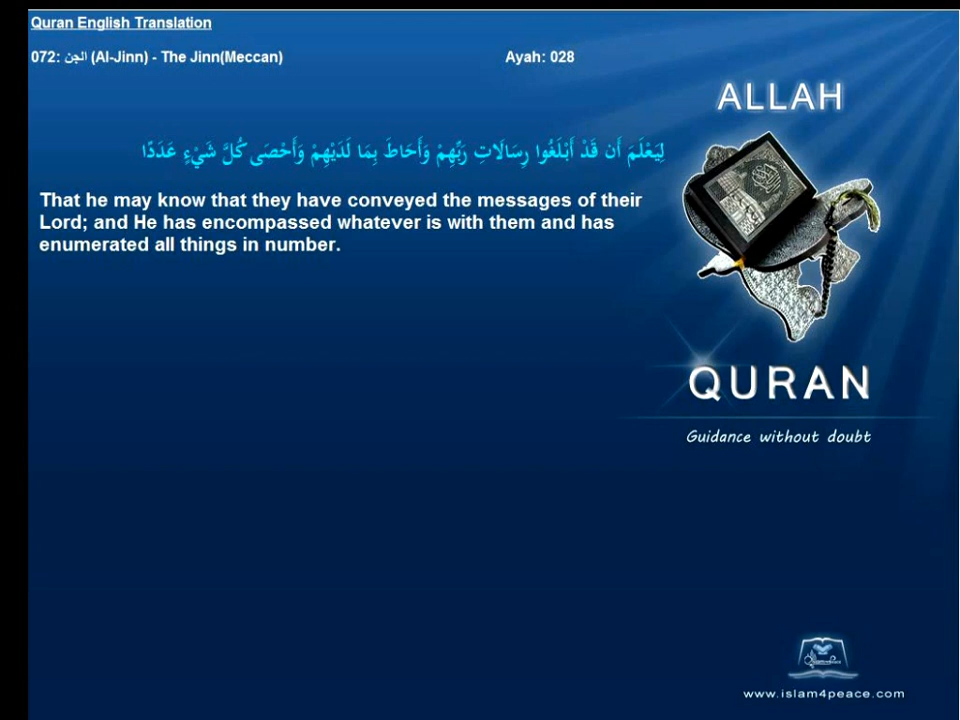 Quran English Translation
072: الجن (Al-Jinn) - The Jinn(Meccan) Ayah: 028
ALLAH
لِيَعْلَمَ أَن قَدْ أَبْلَغُوا رِسَالَاتِ رَبِّهِمْ وَأَحَاطَ بِمَا لَدَيْهِمْ وَأَحْصَى كُلَّ شَيْءٍ عَدَدًا
That he may know that they have conveyed the messages of their
Lord; and He has encompassed whatever is with them and has
enumerated all things in number.
QURAN
Guidance without doubt
www.islam4peace.com